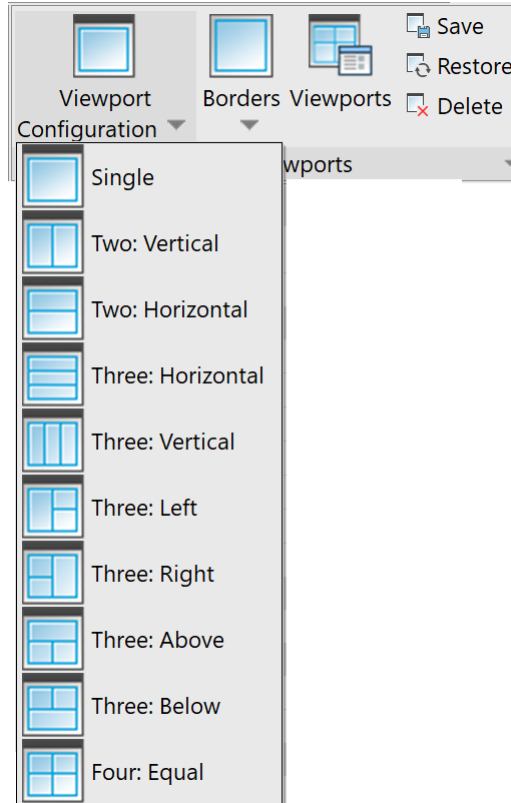 Viewport
Configuration
Borders
Viewports
Save
Restore
Delete
wports
Single
Two: Vertical
Two: Horizontal
Three: Horizontal
Three: Vertical
Three: Left
Three: Right
Three: Above
Three: Below
Four: Equal